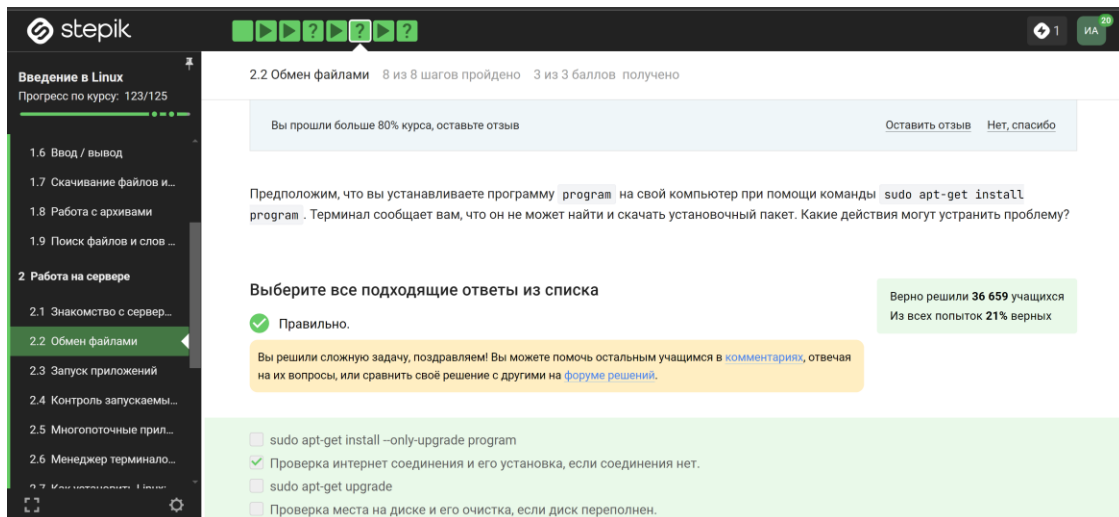 stepik
? ? ?
1
ИА
20
Введение в Linux
Прогресс по курсу: 123/125
1.6 Ввод / вывод
1.7 Скачивание файлов и...
1.8 Работа с архивами
1.9 Поиск файлов и слов ...
2 Работа на сервере
2.1 Знакомство с сервер...
2.2 Обмен файлами
2.3 Запуск приложений
2.4 Контроль запускаемы...
2.5 Многопоточные прил...
2.6 Менеджер терминало...
2.7 Как установить Linux:
2.2 Обмен файлами 8 из 8 шагов пройдено 3 из 3 баллов получено
Вы прошли больше 80% курса, оставьте отзыв
Оставить отзыв Нет, спасибо
Предположим, что вы устанавливаете программу program на свой компьютер при помощи команды sudo apt-get install
program . Терминал сообщает вам, что он не может найти и скачать установочный пакет. Какие действия могут устранить проблему?
Выберите все подходящие ответы из списка
Правильно.
Верно решили 36 659 учащихся
Из всех попыток 21% верных
Вы решили сложную задачу, поздравляем! Вы можете помочь остальным учащимся в комментариях, отвечая
на их вопросы, или сравнить своё решение с другими на форуме решений.
sudo apt-get install --only-upgrade program
Проверка интернет соединения и его установка, если соединения нет.
sudo apt-get upgrade
Проверка места на диске и его очистка, если диск переполнен.